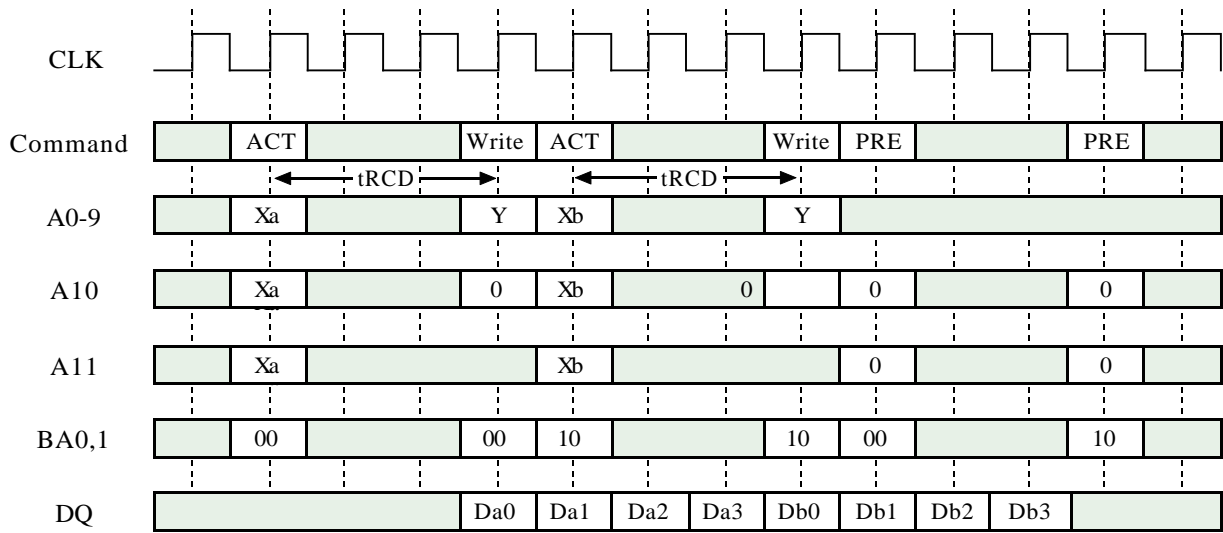 CLK
Command ACT Write ACT Write PRE PRE
tRCD tRCD
A0-9 Xa Y Xb Y
A10 Xa 0 Xb 0 0 0
A11 Xa Xb 0 0
BA0,1 00 00 10 10 00 10
DQ Da0 Da1 Da2 Da3 Db0 Db1 Db2 Db3